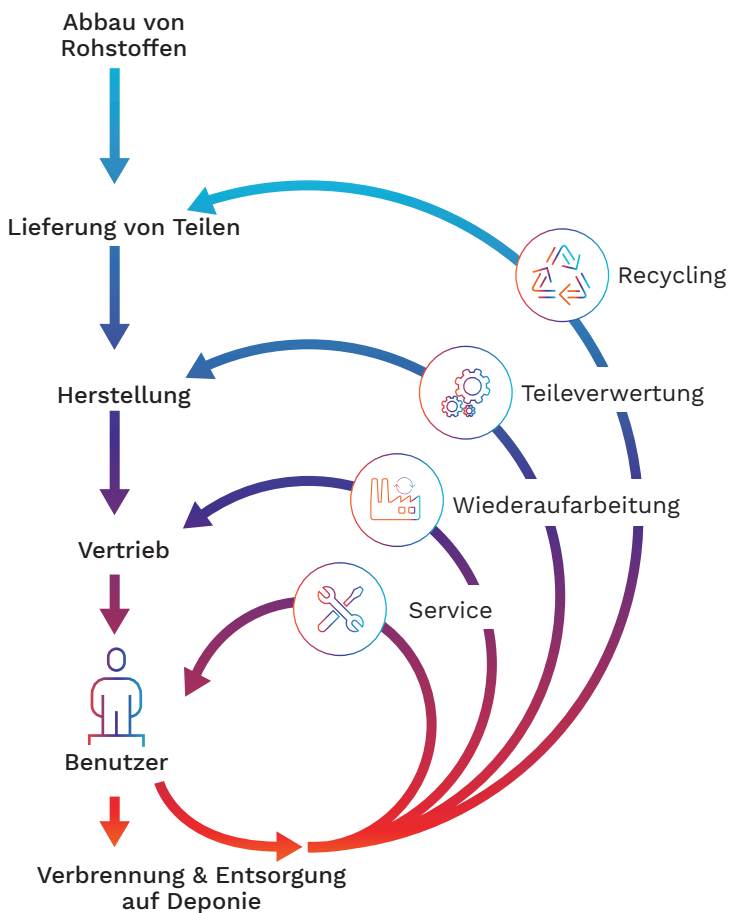 Abbau von
Rohstoffen
Lieferung von Teilen
Recycling
Herstellung
Teileverwertung
Wiederaufarbeitung
Vertrieb
Service
Benutzer
Verbrennung & Entsorgung
auf Deponie